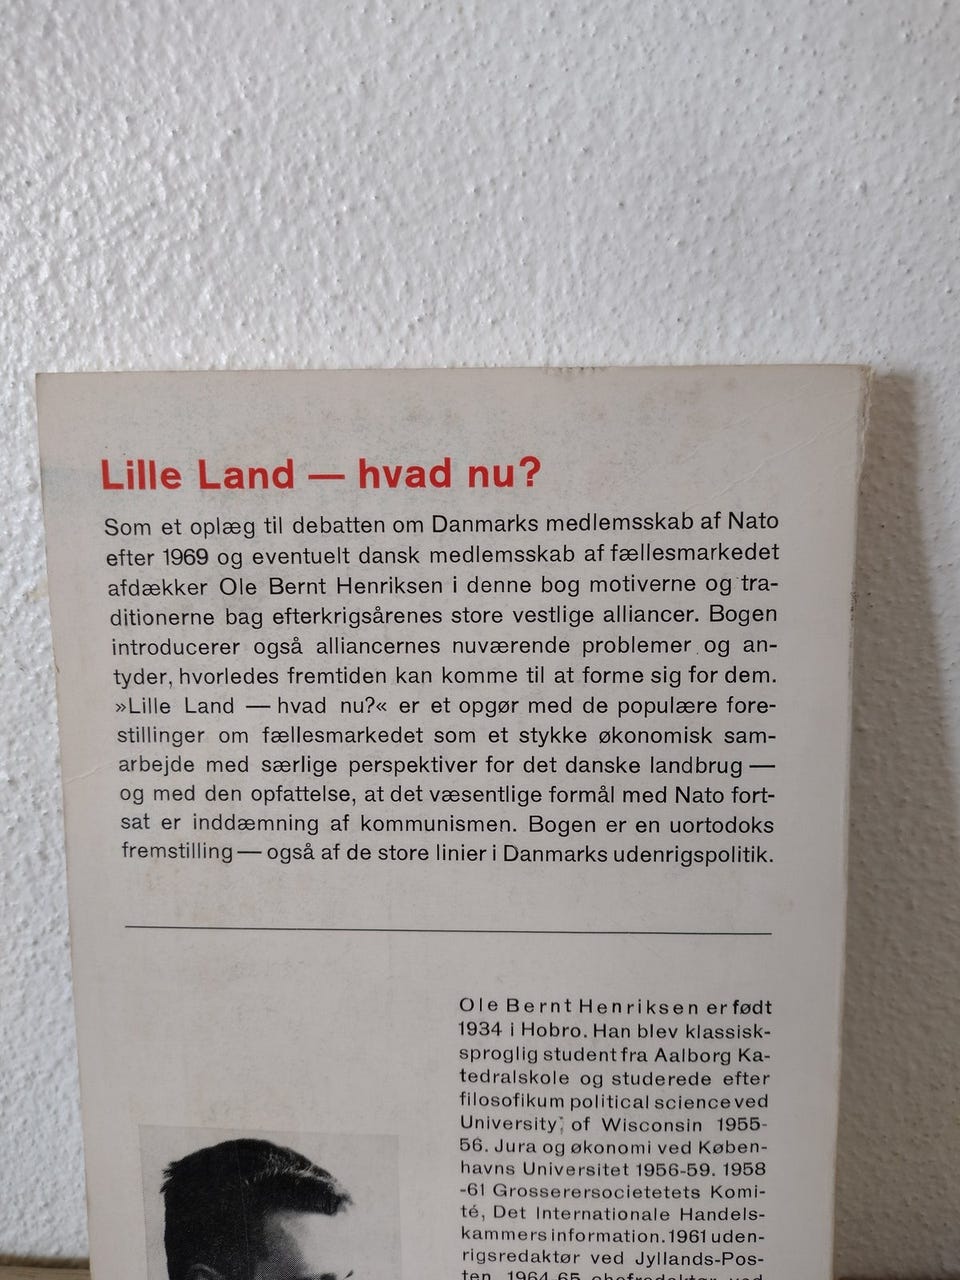 Lille Land — hvad nu?
Som et oplæg til debatten om Danmarks medlemsskab af Nato
efter 1969 og eventuelt dansk medlemsskab af fællesmarkedet
afdækker Ole Bernt Henriksen i denne bog motiverne og tra-
ditionerne bag efterkrigsårenes store vestlige alliancer. Bogen
introducerer også alliancernes nuværende problemer og an-
tyder, hvorledes fremtiden kan komme til at forme sig for dem.
»Lille Land — hvad nu?« er et opgør med de populære fore-
stillinger om fællesmarkedet som et stykke økonomisk sam-
arbejde med særlige perspektiver for det danske landbrug —
og med den opfattelse, at det væsentlige formål med Nato fort-
sat er inddæmning af kommunismen. Bogen er en uortodoks
fremstilling — også af de store linier i Danmarks udenrigspolitik.
Ole Bernt Henriksen er født
1934 i Hobro. Han blev klassisk-
sproglig student fra Aalborg Ka-
tedralskole og studerede efter
filosofikum political science ved
University of Wisconsin 1955-
56. Jura og økonomi ved Køben-
havns Universitet 1956-59. 1958
-61 Grosserersocietetets Komi-
té, Det Internationale Handels-
kammers information. 1961 uden-
rigsredaktør ved Jyllands-Pos-
ten, 1964-65 chefredaktør ved